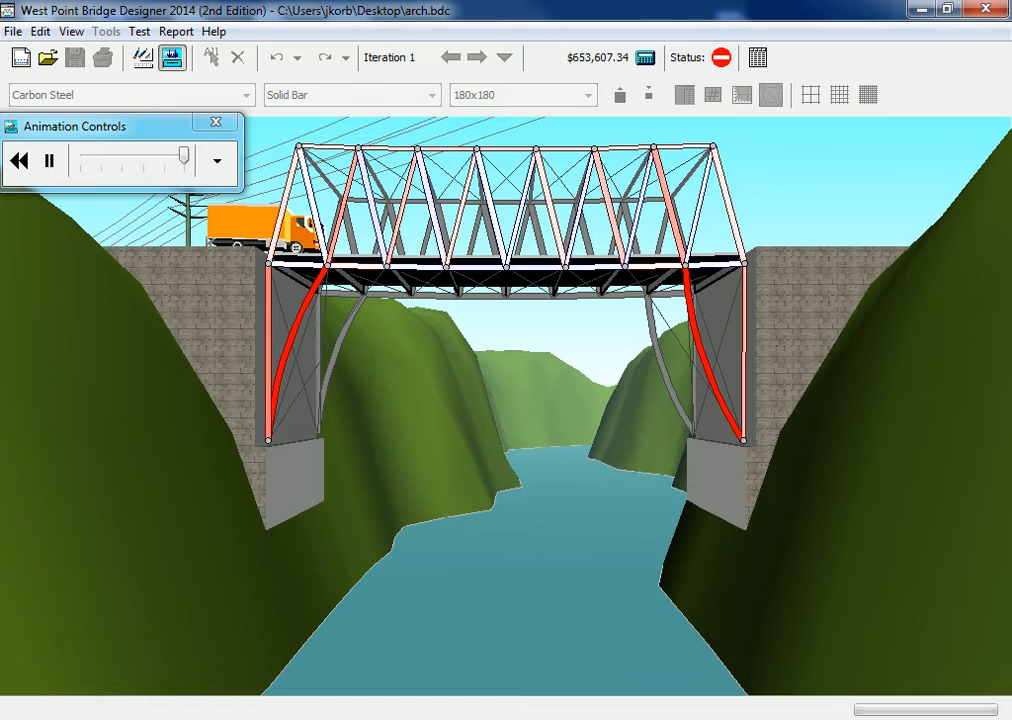 West Point Bridge Designer 2014 (2nd Edition) - C:\Users\jkorb\Desktop\arch.bdc
File Edit View Tools Test Report Help
Iteration 1 $653,607.34 Status:
Carbon Steel Solid Bar 180x180
Animation Controls